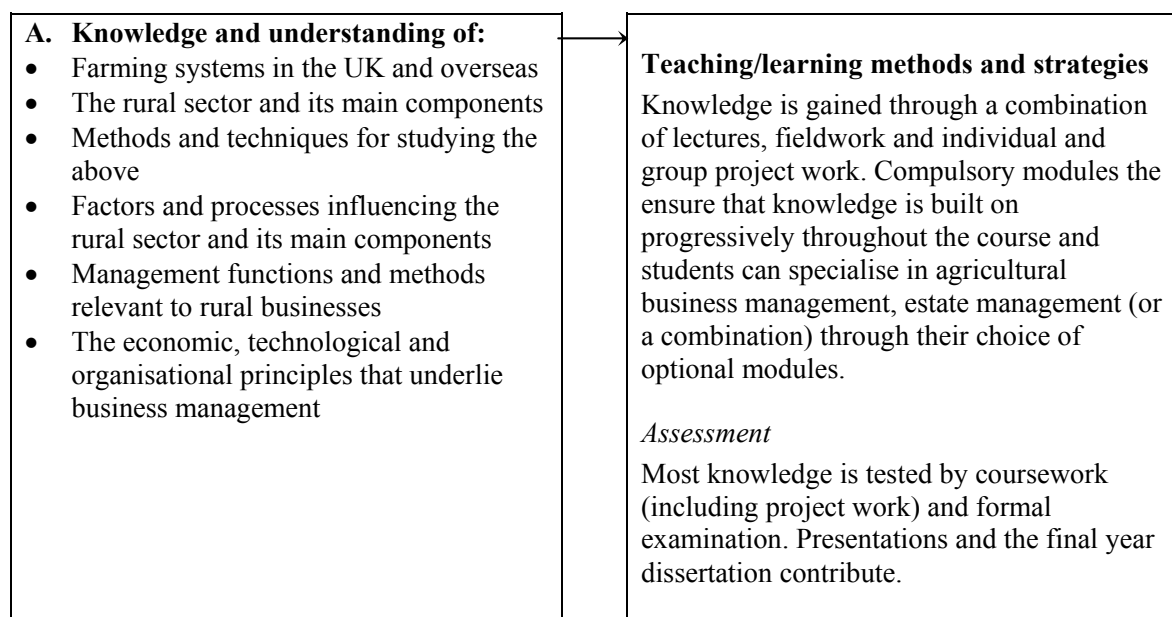 A. Knowledge and understanding of:
• Farming systems in the UK and overseas
• The rural sector and its main components
• Methods and techniques for studying the
above
• Factors and processes influencing the
rural sector and its main components
• Management functions and methods
relevant to rural businesses
• The economic, technological and
organisational principles that underlie
business management
Teaching/learning methods and strategies
Knowledge is gained through a combination
of lectures, fieldwork and individual and
group project work. Compulsory modules the
ensure that knowledge is built on
progressively throughout the course and
students can specialise in agricultural
business management, estate management (or
a combination) through their choice of
optional modules.
Assessment
Most knowledge is tested by coursework
(including project work) and formal
examination. Presentations and the final year
dissertation contribute.